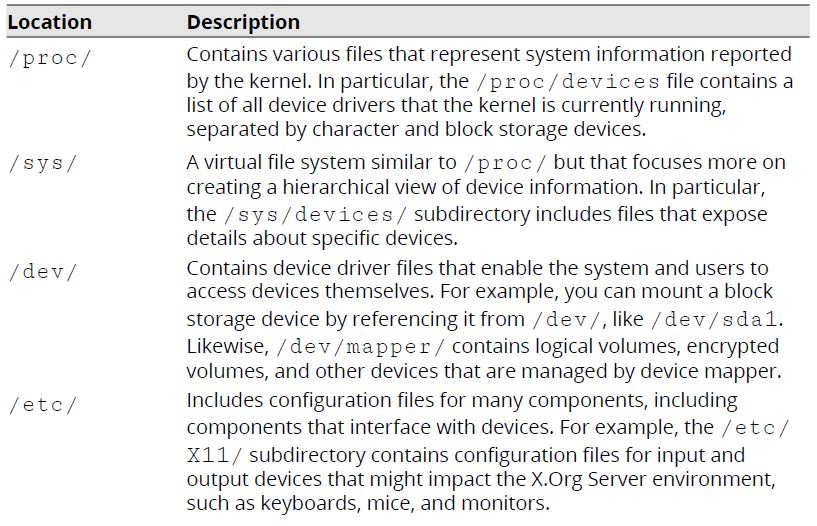 Location Description
/proc/ Contains various files that represent system information reported
by the kernel. In particular, the /proc/devices file contains a
list of all device drivers that the kernel is currently running,
separated by character and block storage devices.
/sys/ A virtual file system similar to /proc/ but that focuses more on
creating a hierarchical view of device information. In particular,
the /sys/devices/ subdirectory includes files that expose
details about specific devices.
/dev/ Contains device driver files that enable the system and users to
access devices themselves. For example, you can mount a block
storage device by referencing it from /dev/, like /dev/sda1.
Likewise, /dev/mapper/ contains logical volumes, encrypted
volumes, and other devices that are managed by device mapper.
/etc/ Includes configuration files for many components, including
components that interface with devices. For example, the /etc/
X11/ subdirectory contains configuration files for input and
output devices that might impact the X.Org Server environment,
such as keyboards, mice, and monitors.